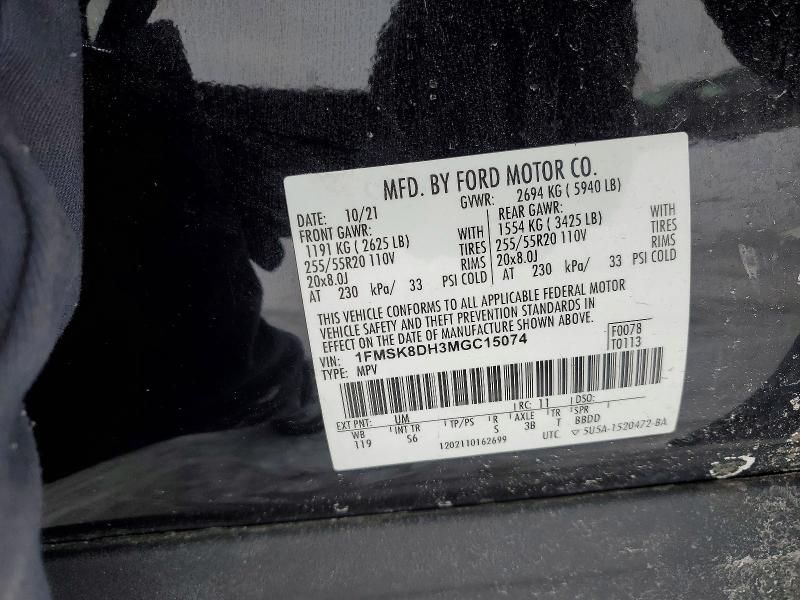 MFD. BY FORD MOTOR CO.
DATE: 10/21 GVWR: 2694 KG ( 5940 LB)
FRONT GAWR: REAR GAWR:
1191 KG ( 2625 LB) WITH 1554 KG ( 3425 LB) WITH
255/55R20 110V TIRES 255/55R20 110V TIRES
20x8.0J RIMS 20x8.0J RIMS
AT 230 kPa/ 33 PSI COLD AT 230 kPa/ 33 PSI COLD
THIS VEHICLE CONFORMS TO ALL APPLICABLE FEDERAL MOTOR
VEHICLE SAFETY AND THEFT PREVENTION STANDARDS IN
EFFECT ON THE DATE OF MANUFACTURE SHOWN ABOVE.
VIN: 1FMSK8DH3MGC15074 F0078
TYPE: MPV T0113
EXT PNT: UM RC: 11 DSO:
WB INT TR TP/PS R AXLE TR SPR
119 S6 S 3B T BBDD
1202110162699 UTC 5U5A-1520472-BA